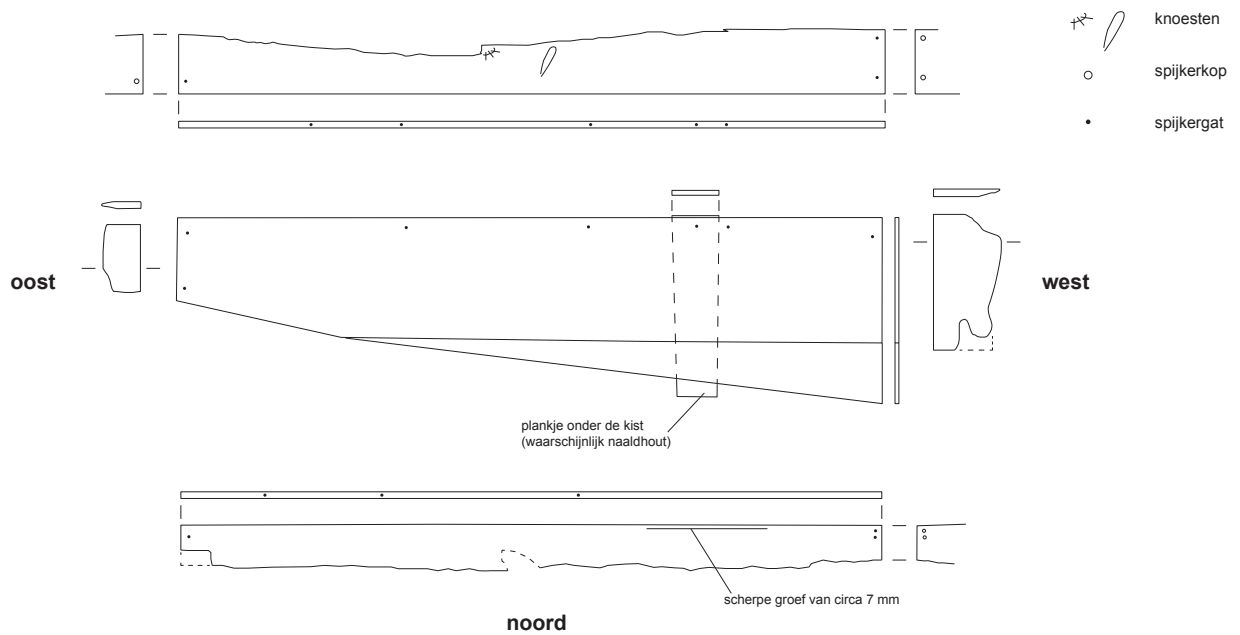 knoesten
spijkerkop
spijkergat
oost
west
plankje onder de kist
(waarschijnlijk naaldhout)
scherpe groef van circa 7 mm
noord